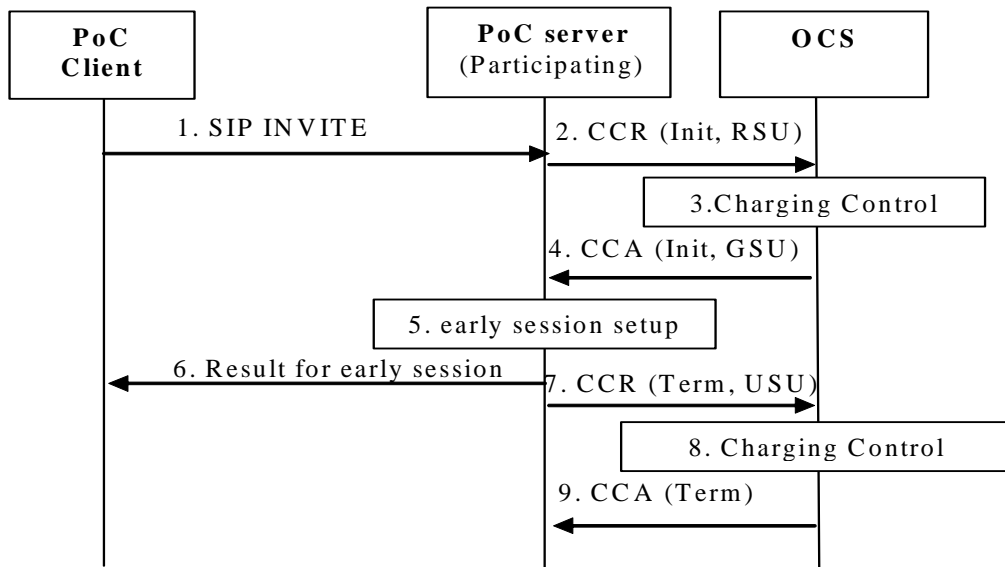 PoC
Client
PoC server
(Participating)
OCS
1. SIP INVITE
2. CCR (Init, RSU)
3.Charging Control
4. CCA (Init, GSU)
5. early session setup
6. Result for early session
7. CCR (Term, USU)
8. Charging Control
9. CCA (Term)